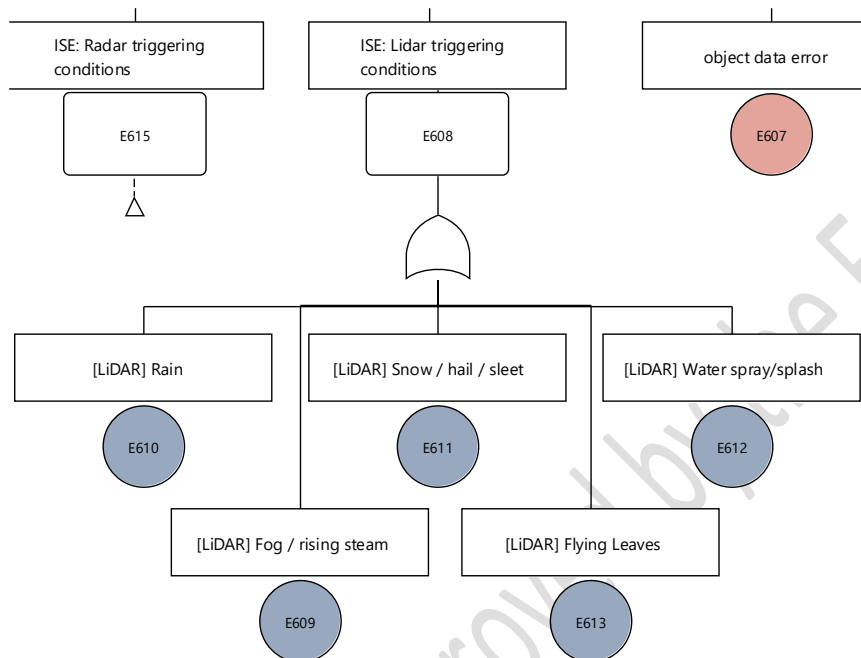 ISE: Radar triggering
conditions
ISE: Lidar triggering
conditions
object data error
E615
E608
E607
[LiDAR] Rain
[LiDAR] Snow / hail / sleet
[LiDAR] Water spray/splash
E610
E611
E612
[LiDAR] Fog / rising steam
[LiDAR] Flying Leaves
E609
E613